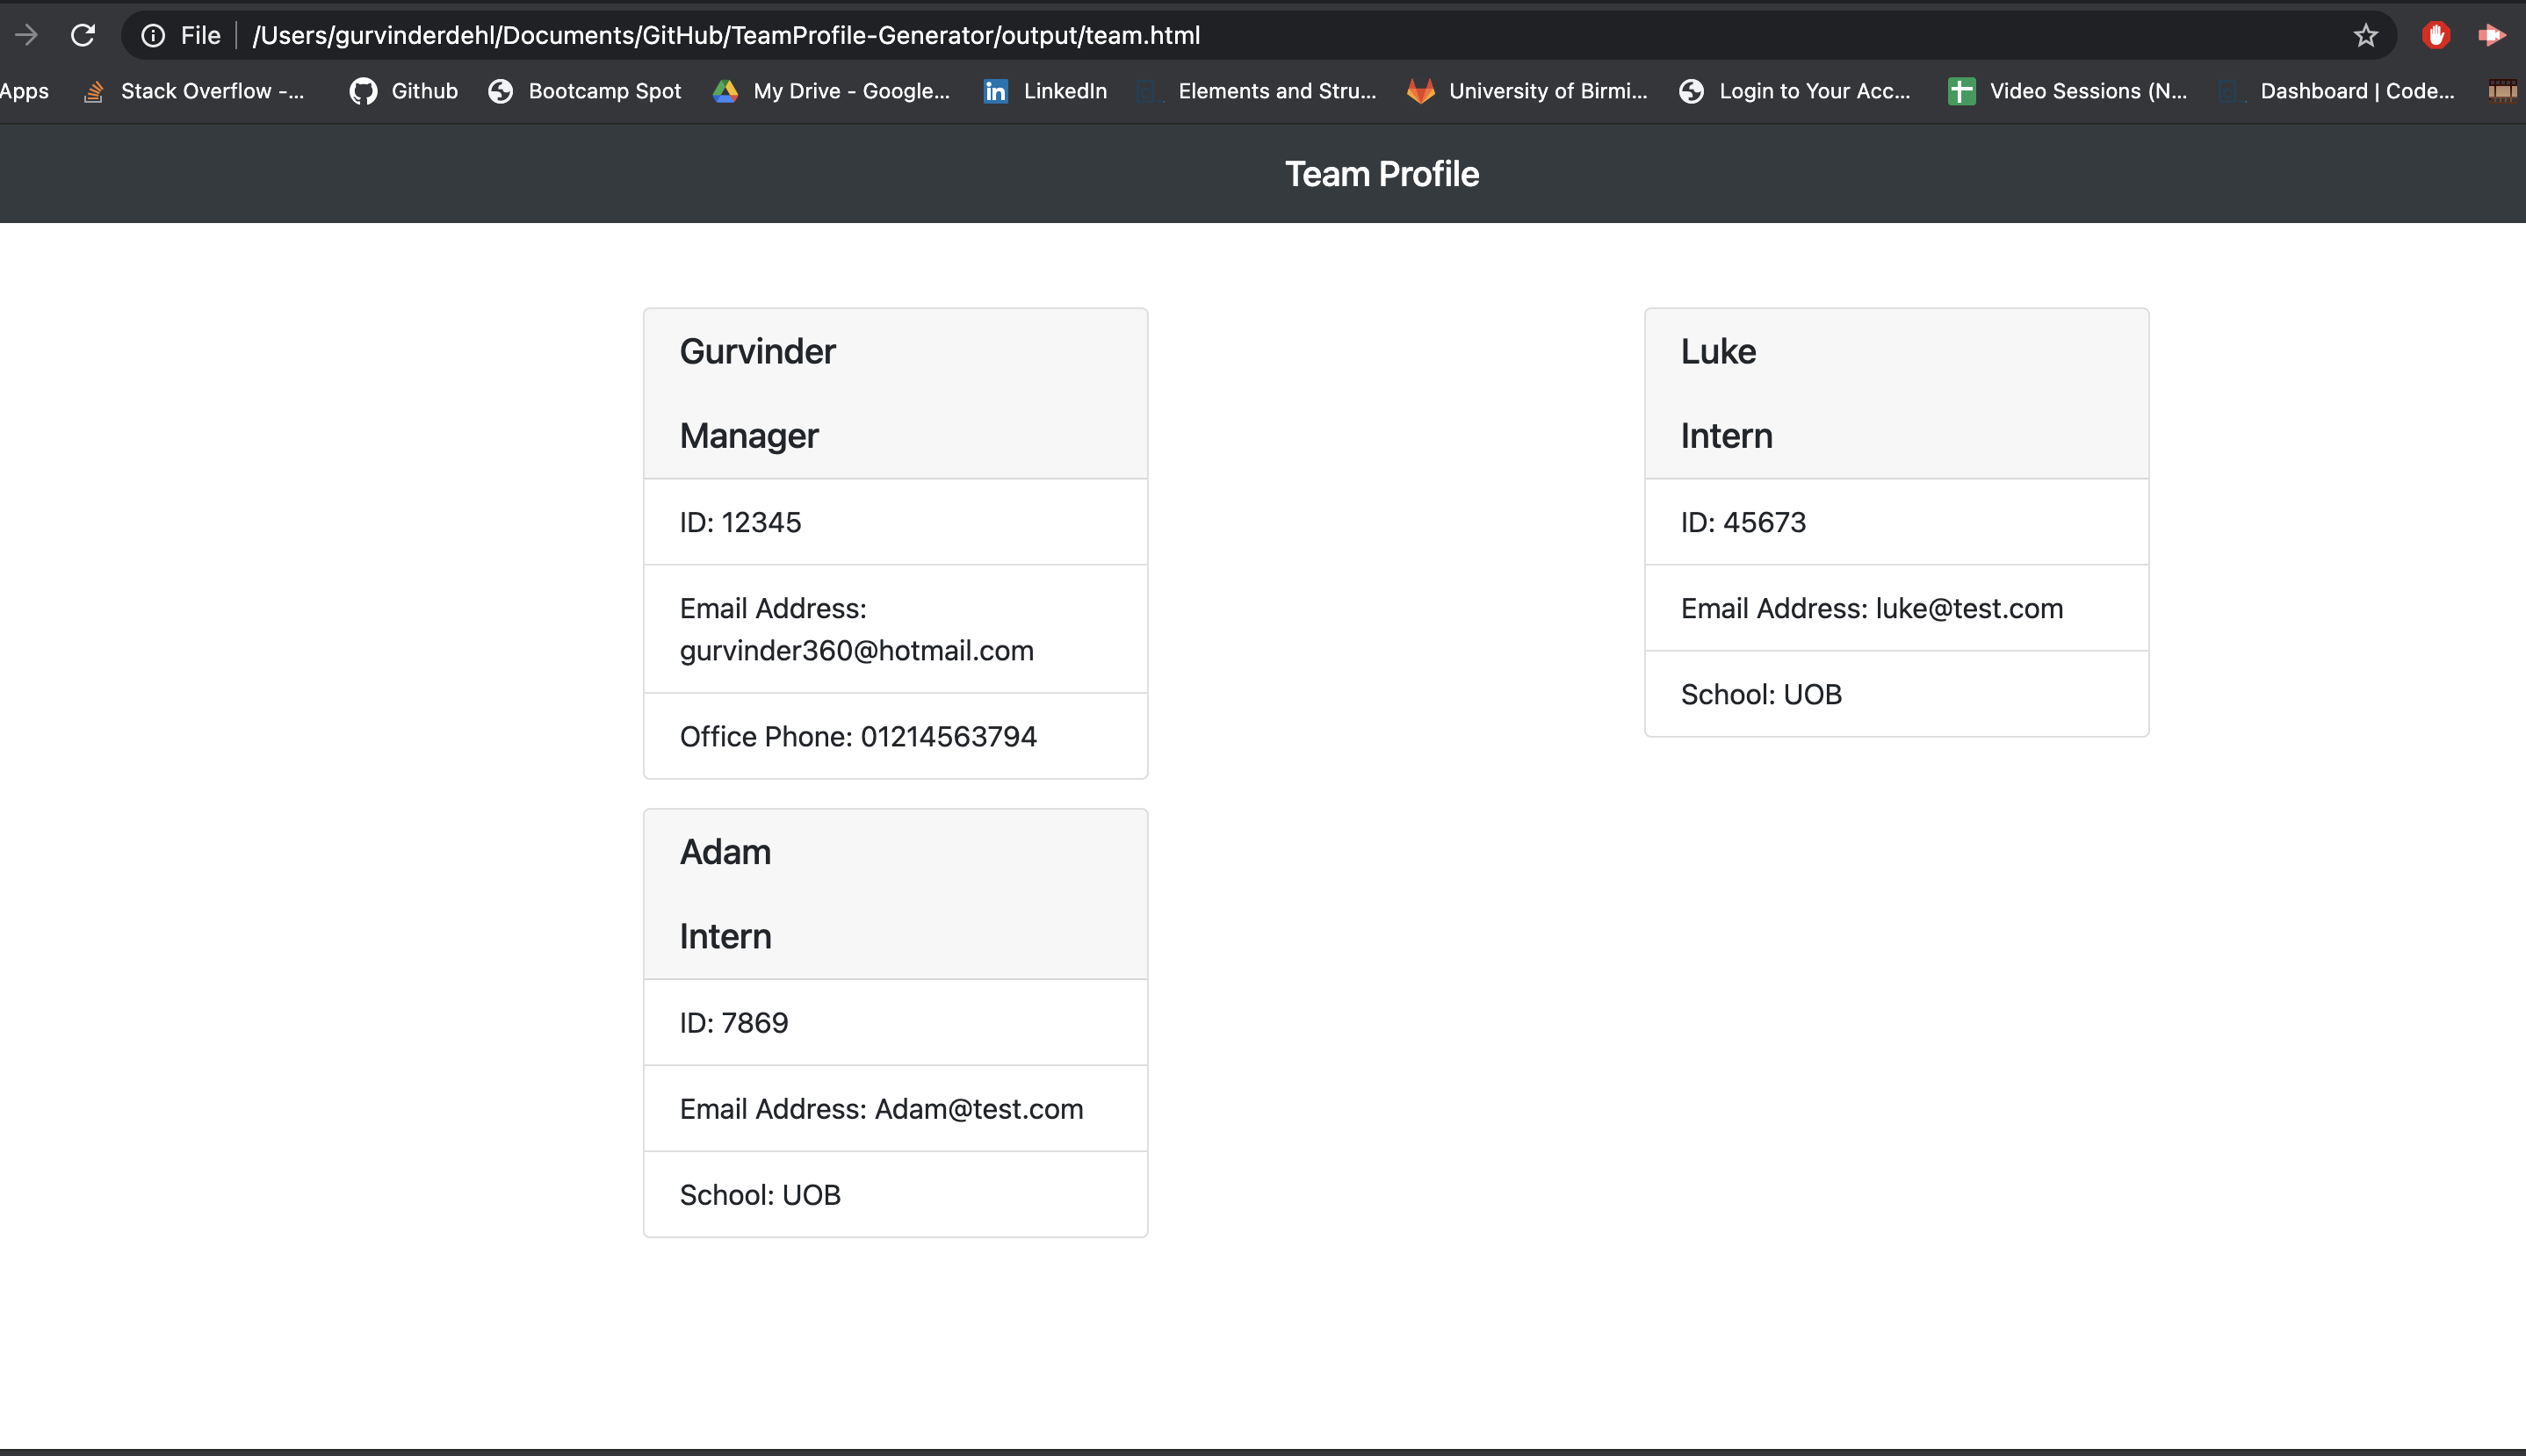 File /Users/gurvinderdehl/Documents/GitHub/TeamProfile-Generator/output/team.html
Apps Stack Overflow -... Github Bootcamp Spot My Drive - Google... LinkedIn Elements and Stru... University of Birmi... Login to Your Acc... Video Sessions (N... Dashboard | Code...
Team Profile
Gurvinder
Manager
ID: 12345
Email Address:
gurvinder360@hotmail.com
Office Phone: 01214563794
Luke
Intern
ID: 45673
Email Address: luke@test.com
School: UOB
Adam
Intern
ID: 7869
Email Address: Adam@test.com
School: UOB